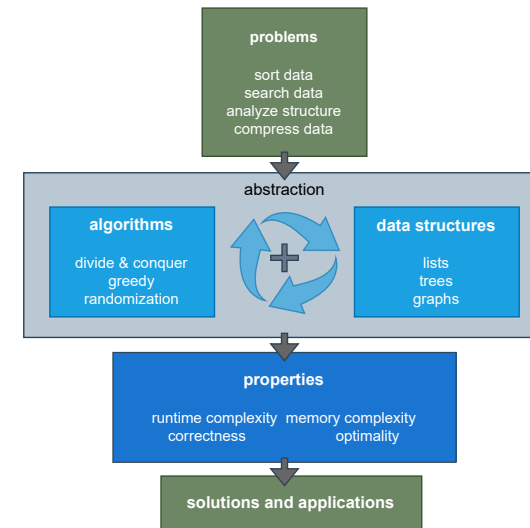 problems
sort data
search data
analyze structure
compress data
abstraction
algorithms
divide & conquer
greedy
randomization
data structures
lists
trees
graphs
properties
runtime complexity memory complexity
correctness optimality
solutions and applications